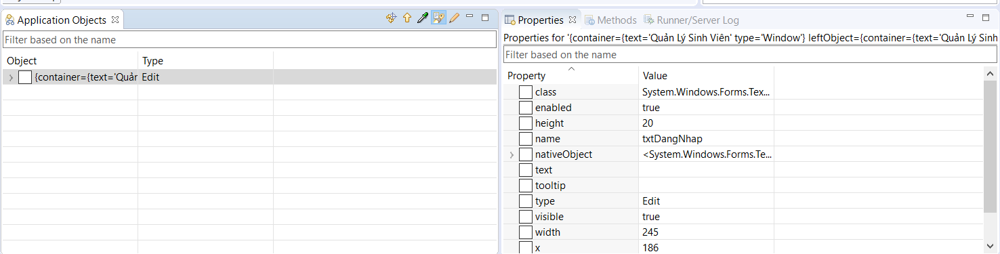 Application Objects
Filter based on the name
Object Type
{container={text='Quản Edit
Properties Methods Runner/Server Log
Properties for '{container={text='Quản Lý Sinh Viên' type='Window'} leftObject={container={text='Quản Lý Sinh
Filter based on the name
Property Value
class System.Windows.Forms.Tex...
enabled true
height 20
name txtDangNhap
nativeObject <System.Windows.Forms.Te...
text
tooltip
type Edit
visible true
width 245
x 186